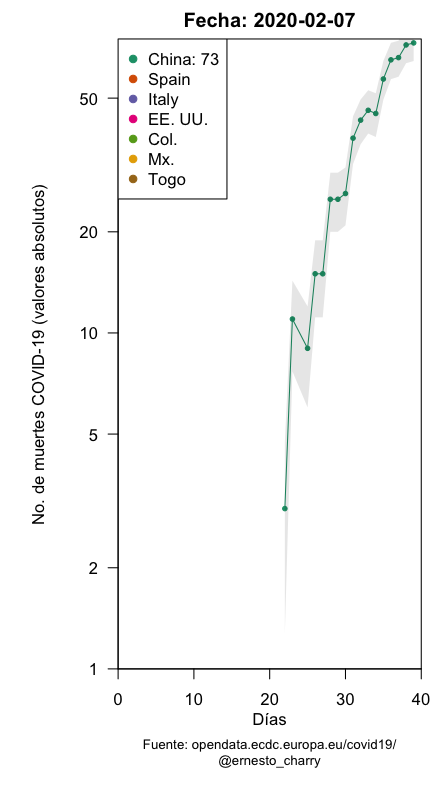 Fecha: 2020-02-07
China: 73
Spain
Italy
EE. UU.
Col.
Mx.
Togo
No. de muertes COVID-19 (valores absolutos)
50
20
10
5
2
1
0 10 20 30 40
Días
Fuente: opendata.ecdc.europa.eu/covid19/
@ernesto_charry